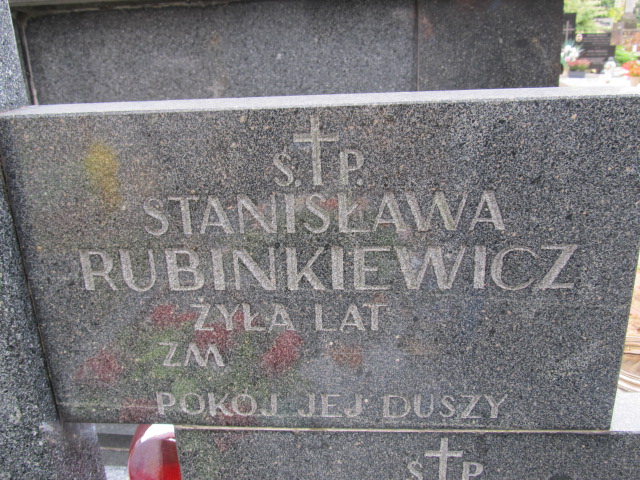 Ś.P.
STANISŁAWA
RUBINKIEWICZ
ŻYŁA LAT
ZM
POKÓJ JEJ DUSZY
Ś.P.